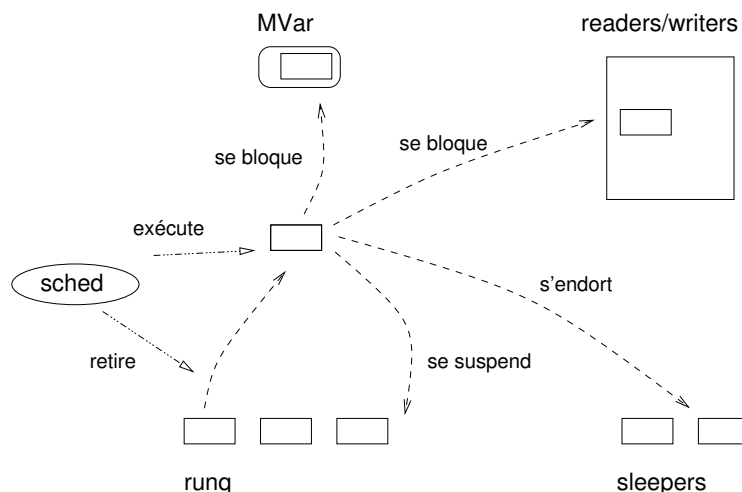 MVar
readers/writers
se bloque
se bloque
exécute
sched
s'endort
retire
se suspend
runq
sleepers